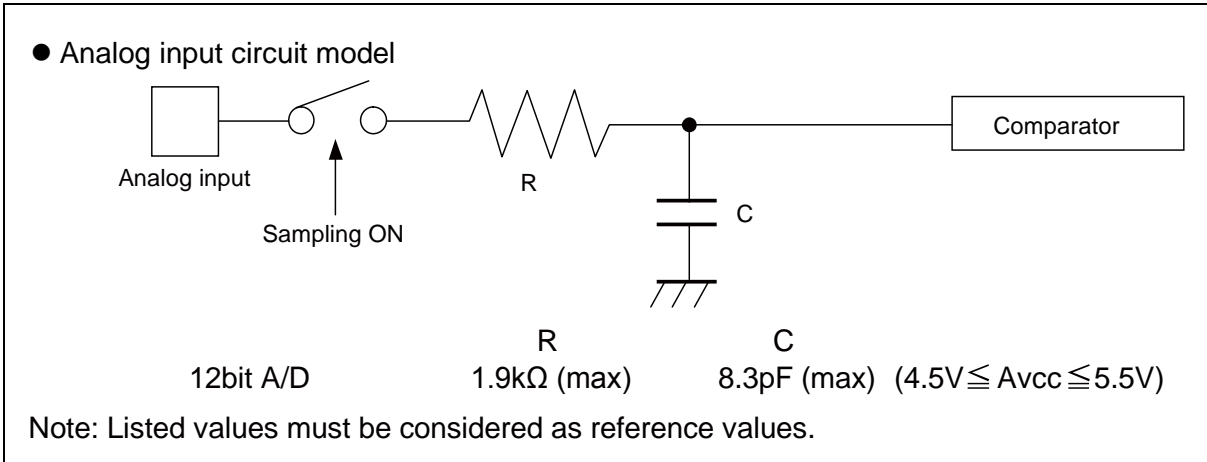 ● Analog input circuit model
Analog input
Sampling ON
R
C
Comparator
R C
12bit A/D 1.9kΩ (max) 8.3pF (max) (4.5V≦ Avcc ≦5.5V)
Note: Listed values must be considered as reference values.